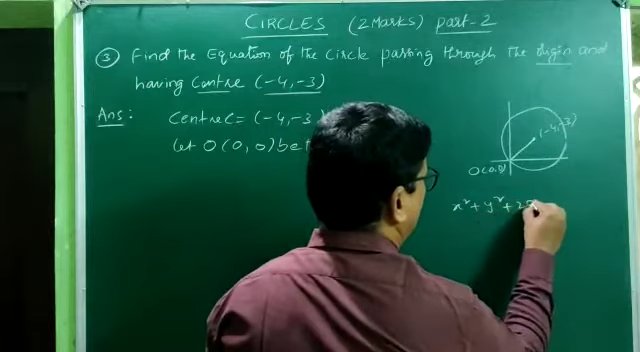 CIRCLES (2 Marks) part-2
③ Find the Equation of the Circle passing through the origin and
having Centre (-4,-3)
Ans: Centre C = (-4,-3
let O(0,0) be
(-4,-3)
O(0,0)
x² + y² + 2g